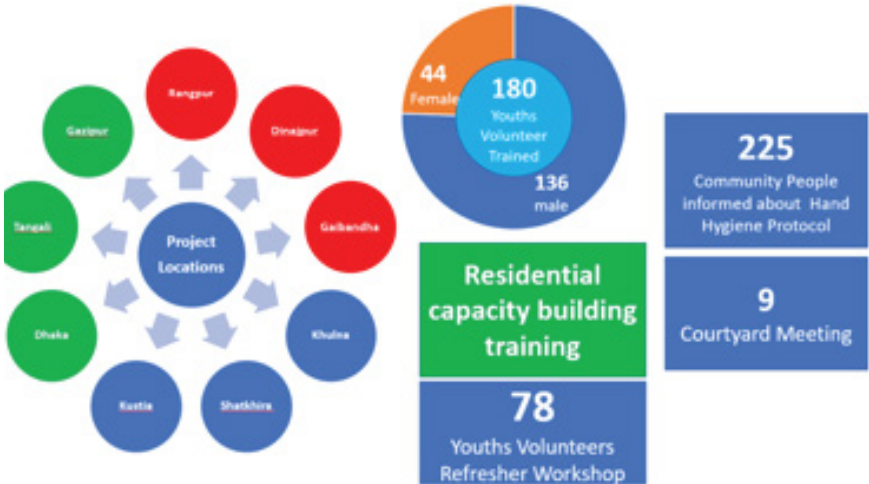 Rangpur
Dinajpur
Gaibandha
Khulna
Shatkhira
Kustia
Dhaka
Tangali
Gazipur
Project
Locations
44
Female
180
Youths
Volunteer
Trained
136
male
Residential
capacity building
training
78
Youths Volunteers
Refresher Workshop
225
Community People
informed about Hand
Hygiene Protocol
9
Courtyard Meeting